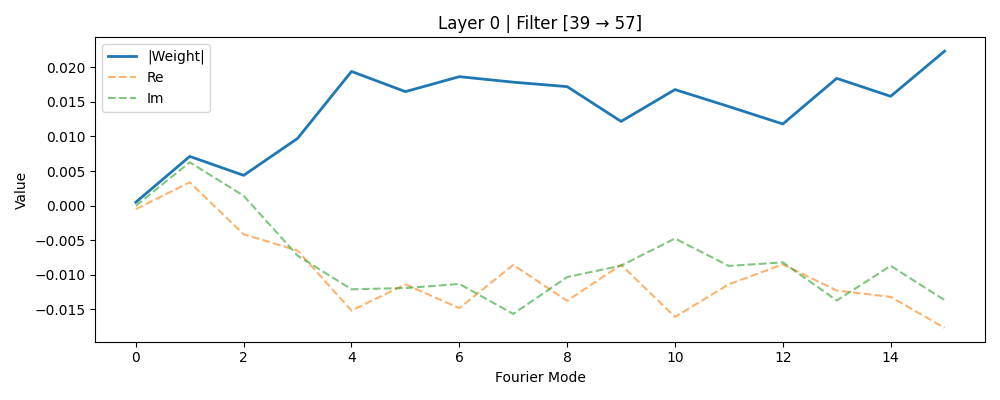 Layer 0 | Filter [39 → 57]
|Weight|
Re
Im
0.020
0.015
0.010
0.005
0.000
−0.005
−0.010
−0.015
Value
0 2 4 6 8 10 12 14
Fourier Mode